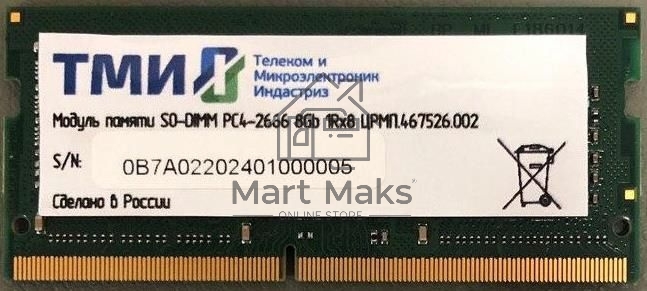 ТМИ
Телеком и
Микроэлектроник
Индастриз
Модуль памяти SO-DIMM PC4-2666 8Gb 1Rx8 ЦРМП.467526.002
S/N:
0B7A02202401000005
Mart Maks
ONLINE STORE
Сделано в России